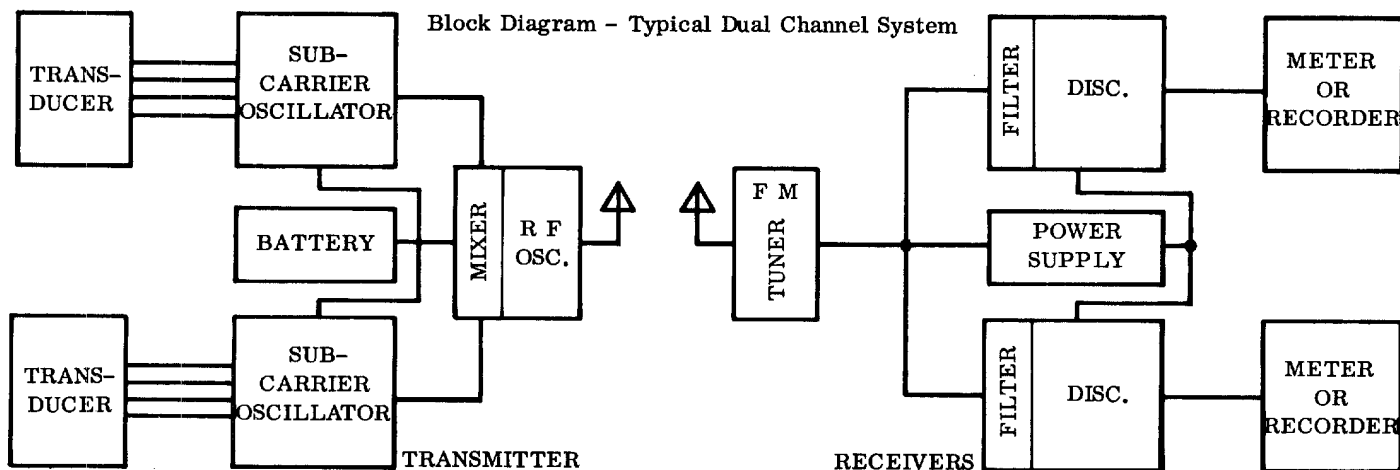 Block Diagram - Typical Dual Channel System
TRANS-
DUCER
SUB-
CARRIER
OSCILLATOR
BATTERY
MIXER
R F
OSC.
TRANS-
DUCER
SUB-
CARRIER
OSCILLATOR
TRANSMITTER
F M
TUNER
FILTER
DISC.
METER
OR
RECORDER
POWER
SUPPLY
FILTER
DISC.
METER
OR
RECORDER
RECEIVERS